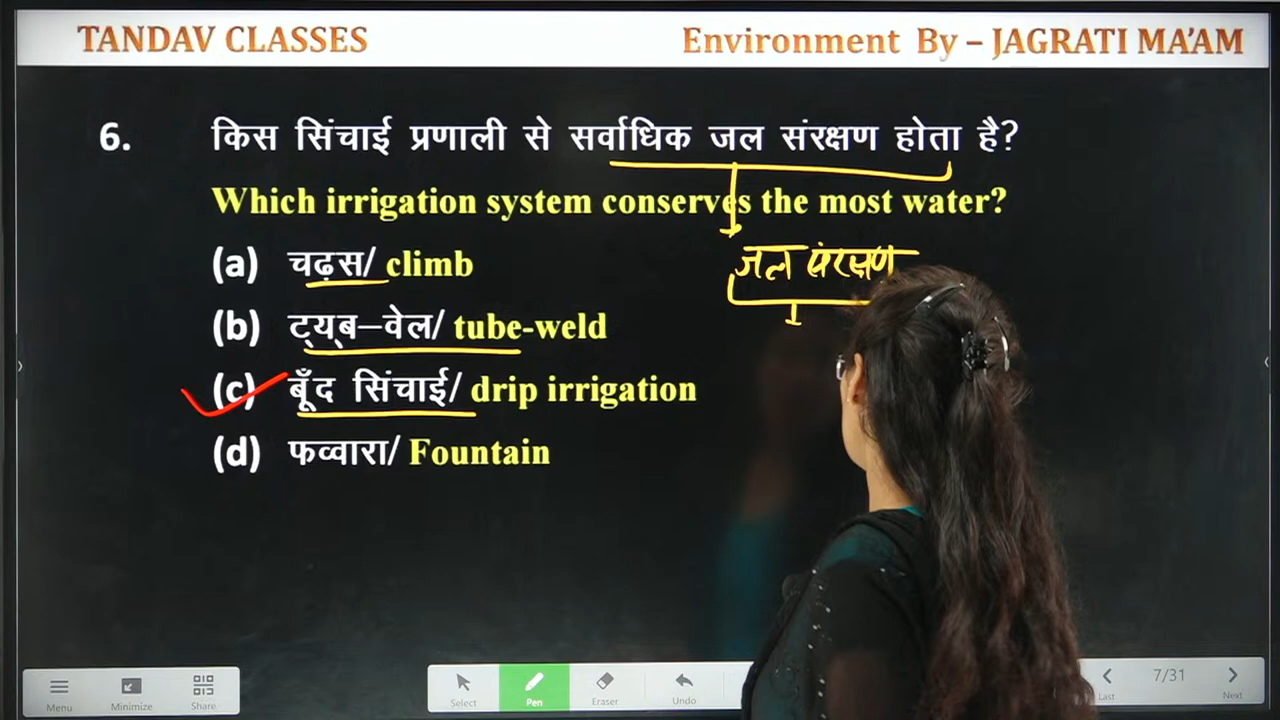 TANDAV CLASSES
Environment By – JAGRATI MA'AM
6. किस सिंचाई प्रणाली से सर्वाधिक जल संरक्षण होता है?
Which irrigation system conserves the most water?
जल संरक्षण
(a) चढ़स/ climb
(b) ट्य्ब–वेल/ tube-weld
(c) बूँद सिंचाई/ drip irrigation
(d) फव्वारा/ Fountain
Menu
Minimize
Share
Select
Pen
Eraser
Undo
Last
7/31
Next